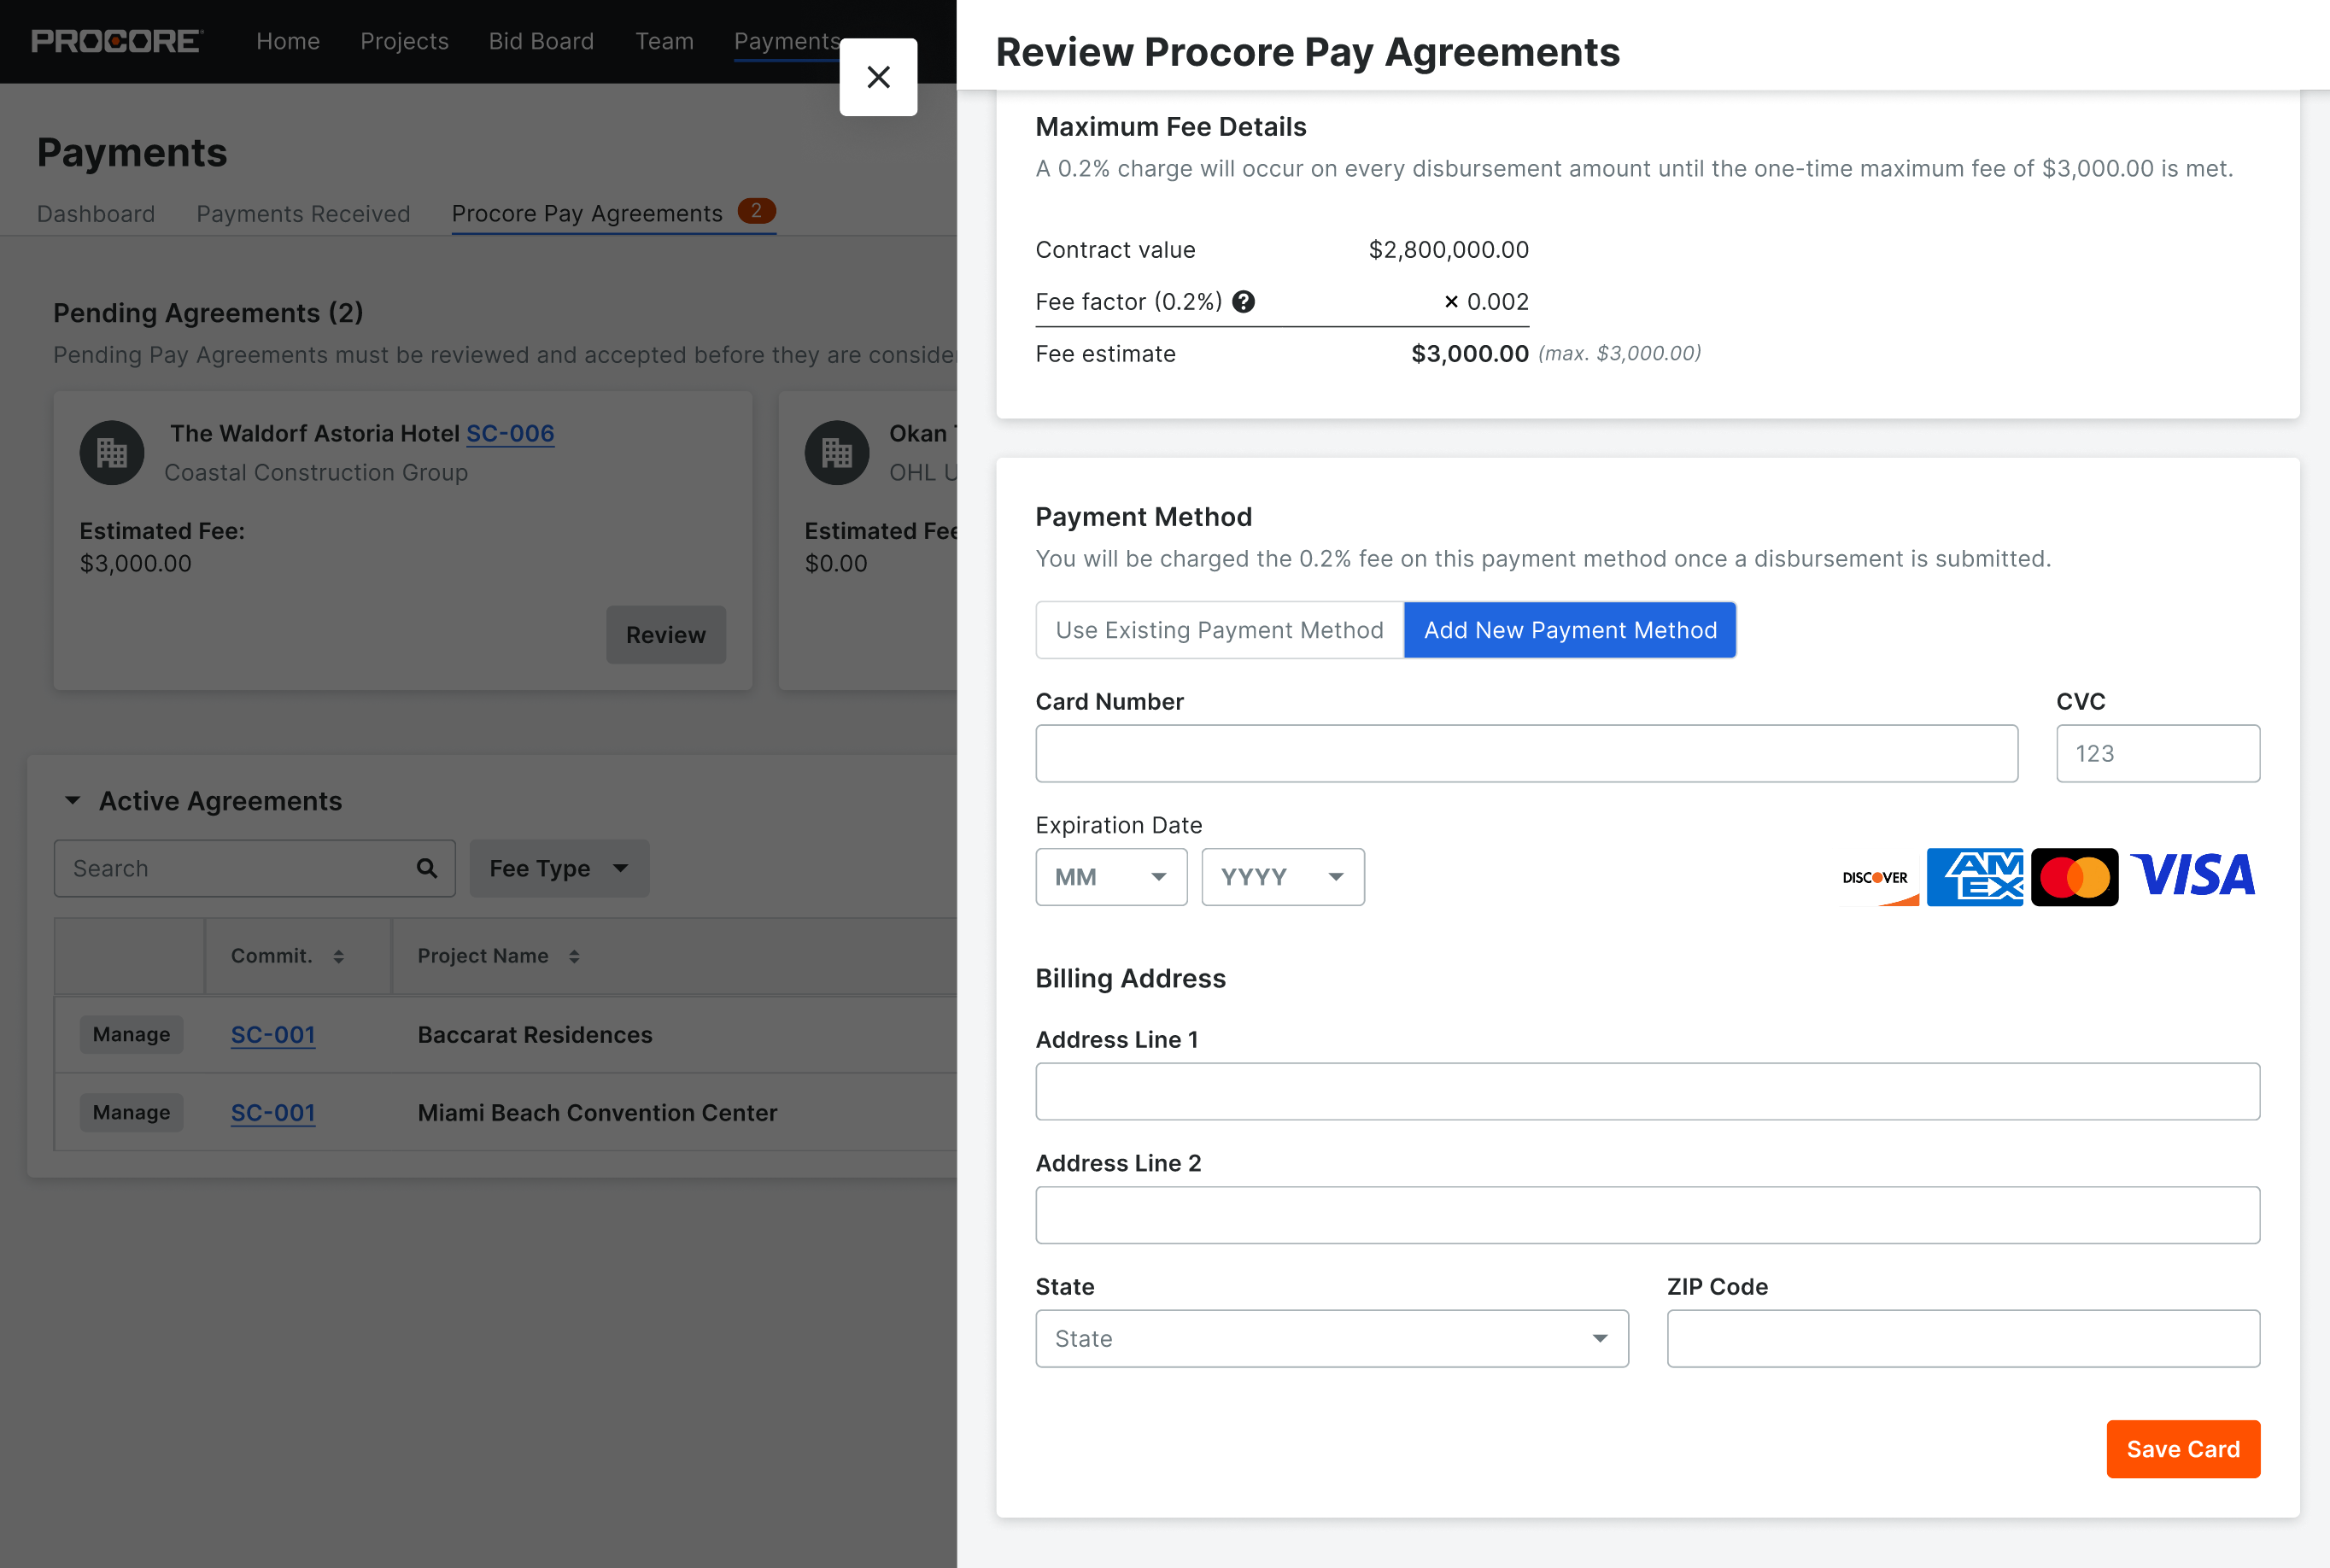 PROCORE
Home Projects Bid Board Team Payments
Payments
Dashboard Payments Received Procore Pay Agreements 2
Pending Agreements (2)
Pending Pay Agreements must be reviewed and accepted before they are
The Waldorf Astoria Hotel SC-006
Coastal Construction Group
Estimated Fee:
$3,000.00
Review
Okan
OHL
Estimated
$0.00
Active Agreements
Search
Fee Type
Commit. Project Name
Manage SC-001 Baccarat Residences
Manage SC-001 Miami Beach Convention Center
Review Procore Pay Agreements
Maximum Fee Details
A 0.2% charge will occur on every disbursement amount until the one-time maximum fee of $3,000.00 is met.
Contract value $2,800,000.00
Fee factor (0.2%) ? × 0.002
Fee estimate $3,000.00 (max. $3,000.00)
Payment Method
You will be charged the 0.2% fee on this payment method once a disbursement is submitted.
Use Existing Payment Method Add New Payment Method
Card Number CVC
123
Expiration Date
MM YYYY
DISCOVER AMEX VISA
Billing Address
Address Line 1
Address Line 2
State ZIP Code
State
Save Card